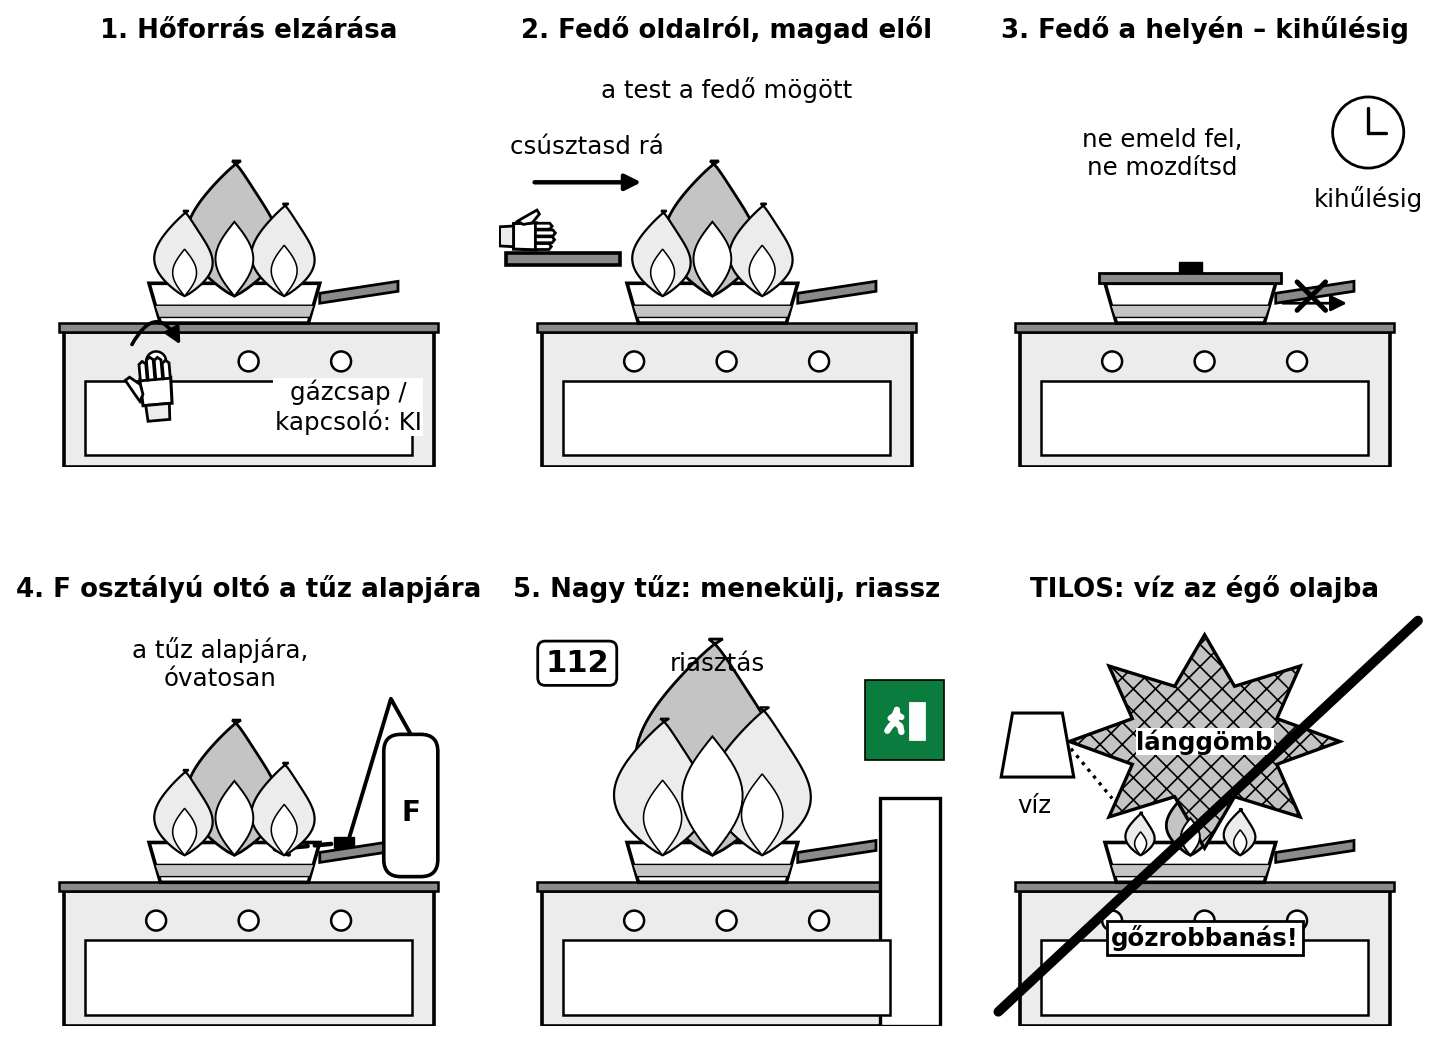 1. Hőforrás elzárása
gázcsap /
kapcsoló: KI
2. Fedő oldalról, magad elől
a test a fedő mögött
csúsztasd rá
3. Fedő a helyén – kihűlésig
ne emeld fel,
ne mozdítsd
kihűlésig
4. F osztályú oltó a tűz alapjára
a tűz alapjára,
óvatosan
F
5. Nagy tűz: menekülj, riassz
112
riasztás
TILOS: víz az égő olajba
lánggömb
víz
gőzrobbanás!